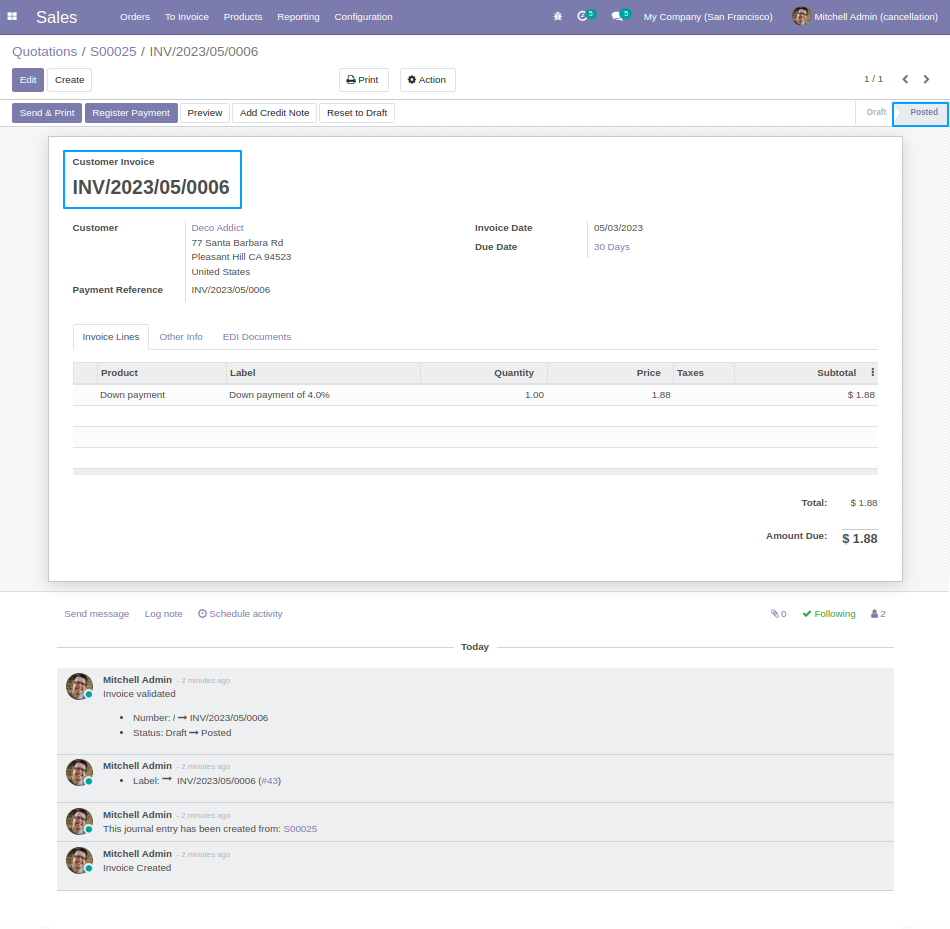 Sales Orders To Invoice Products Reporting Configuration 5 5 My Company (San Francisco) Mitchell Admin (cancellation)
Quotations / S00025 / INV/2023/05/0006
Edit Create Print Action 1 / 1
Send & Print Register Payment Preview Add Credit Note Reset to Draft Draft Posted
Customer Invoice
INV/2023/05/0006
Customer Deco Addict Invoice Date 05/03/2023
77 Santa Barbara Rd Due Date 30 Days
Pleasant Hill CA 94523
United States
Payment Reference INV/2023/05/0006
Invoice Lines Other Info EDI Documents
Product Label Quantity Price Taxes Subtotal
Down payment Down payment of 4.0% 1.00 1.88 $ 1.88
Total: $ 1.88
Amount Due: $ 1.88
Send message Log note Schedule activity 0 Following 2
Today
Mitchell Admin - 2 minutes ago
Invoice validated
• Number: / → INV/2023/05/0006
• Status: Draft → Posted
Mitchell Admin - 2 minutes ago
• Label: → INV/2023/05/0006 (#43)
Mitchell Admin - 2 minutes ago
This journal entry has been created from: S00025
Mitchell Admin - 2 minutes ago
Invoice Created